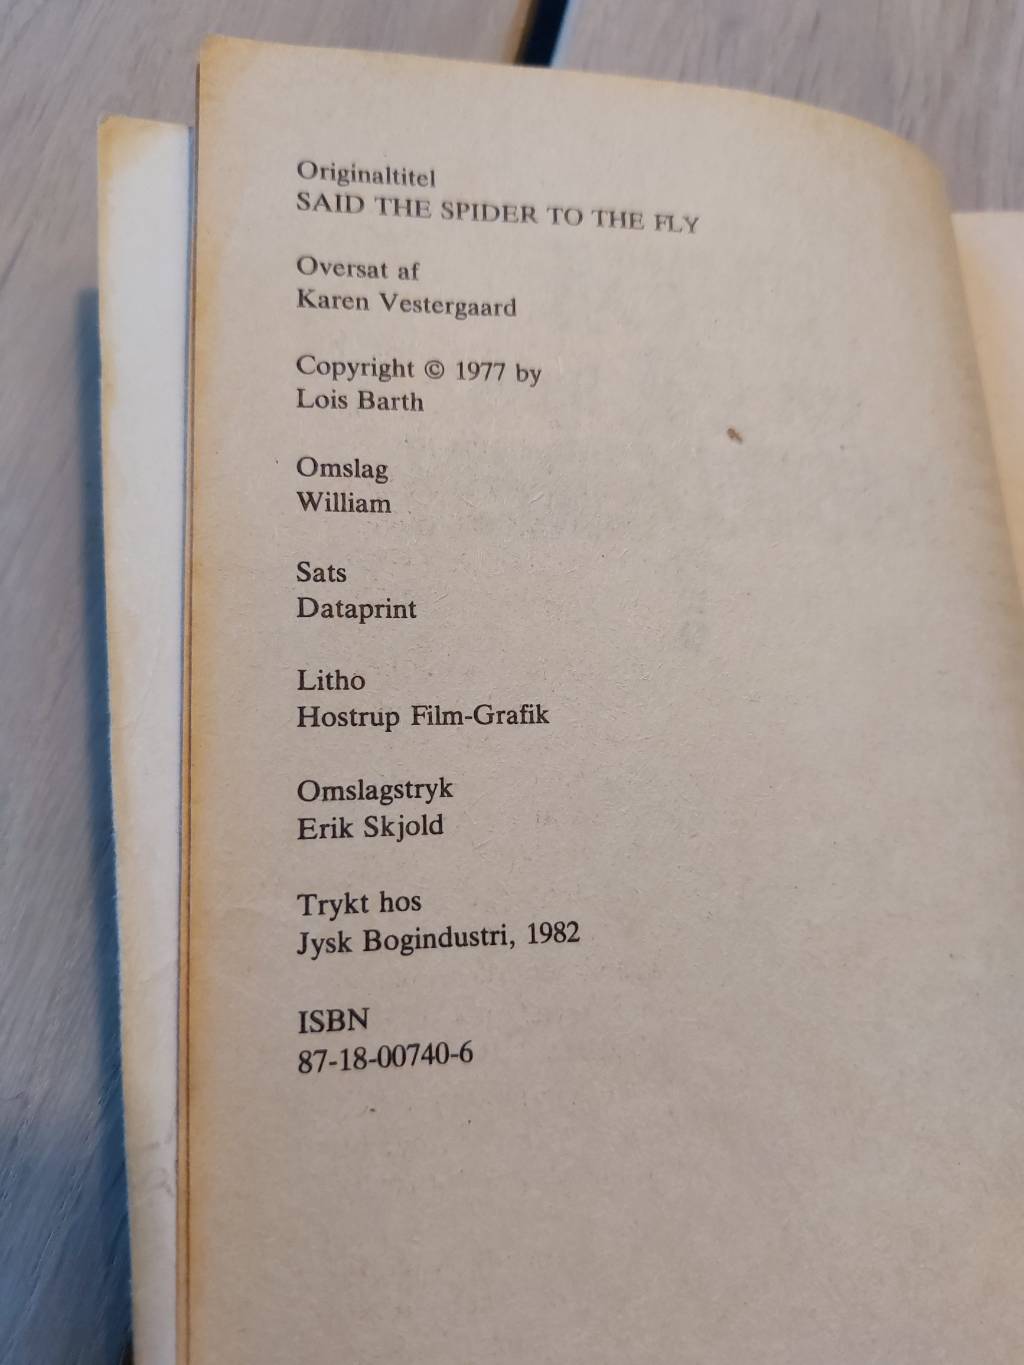 Originaltitel
SAID THE SPIDER TO THE FLY
Oversat af
Karen Vestergaard
Copyright © 1977 by
Lois Barth
Omslag
William
Sats
Dataprint
Litho
Hostrup Film-Grafik
Omslagstryk
Erik Skjold
Trykt hos
Jysk Bogindustri, 1982
ISBN
87-18-00740-6